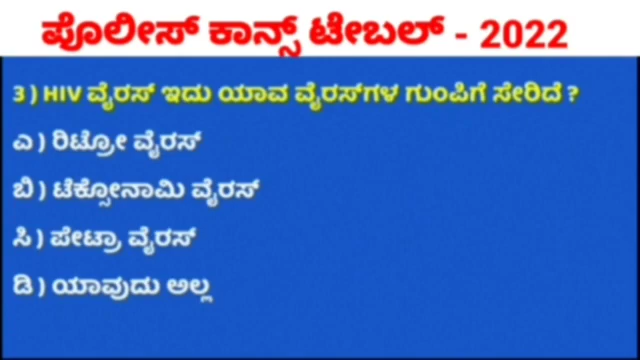 ಪೊಲೀಸ್ ಕಾನ್ಸ್ ಟೇಬಲ್ - 2022
3 ) HIV ವೈರಸ್ ಇದು ಯಾವ ವೈರಸ್‌ಗಳ ಗುಂಪಿಗೆ ಸೇರಿದೆ ?
ಎ ) ರಿಟ್ರೋ ವೈರಸ್
ಬಿ ) ಟೆಕ್ಸೋನಾಮಿ ವೈರಸ್
ಸಿ ) ಪೇಟ್ರಾ ವೈರಸ್
ಡಿ ) ಯಾವುದು ಅಲ್ಲ